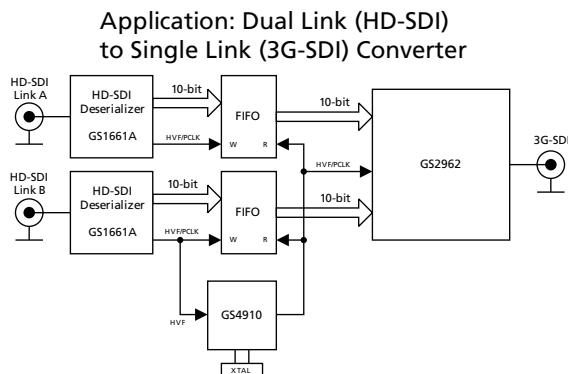 Application: Dual Link (HD-SDI)
to Single Link (3G-SDI) Converter
HD-SDI
Link A
HD-SDI
Deserializer
GS1661A
10-bit
HVF/PCLK
FIFO
W R
10-bit
HVF/PCLK
GS2962
3G-SDI
HD-SDI
Link B
HD-SDI
Deserializer
GS1661A
10-bit
HVF/PCLK
FIFO
W R
10-bit
HVF
GS4910
XTAL